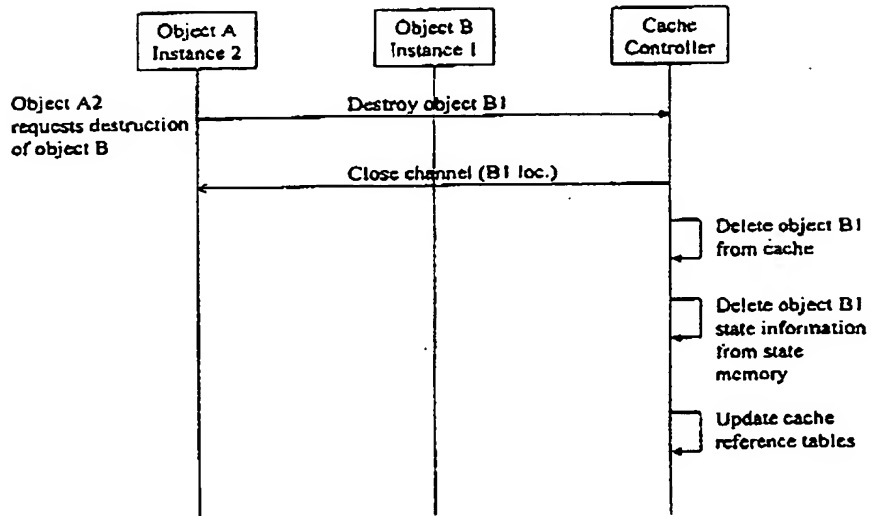 Object A
Instance 2
Object B
Instance 1
Cache
Controller
Object A2
requests destruction
of object B
Destroy object B1
Close channel (B1 loc.)
Delete object B1
from cache
Delete object B1
state information
from state
memory
Update cache
reference tables